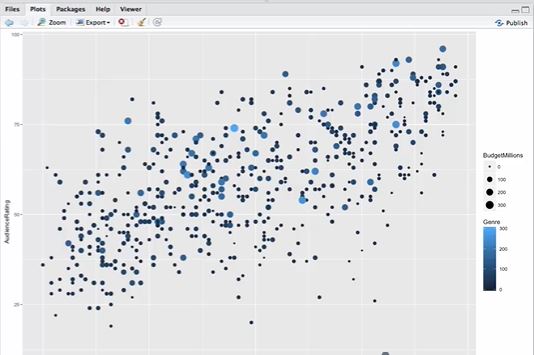 Files Plots Packages Help Viewer
Zoom Export Publish
100
75
50
25
AudienceRating
BudgetMillions
0
100
200
300
Genre
300
200
100
0